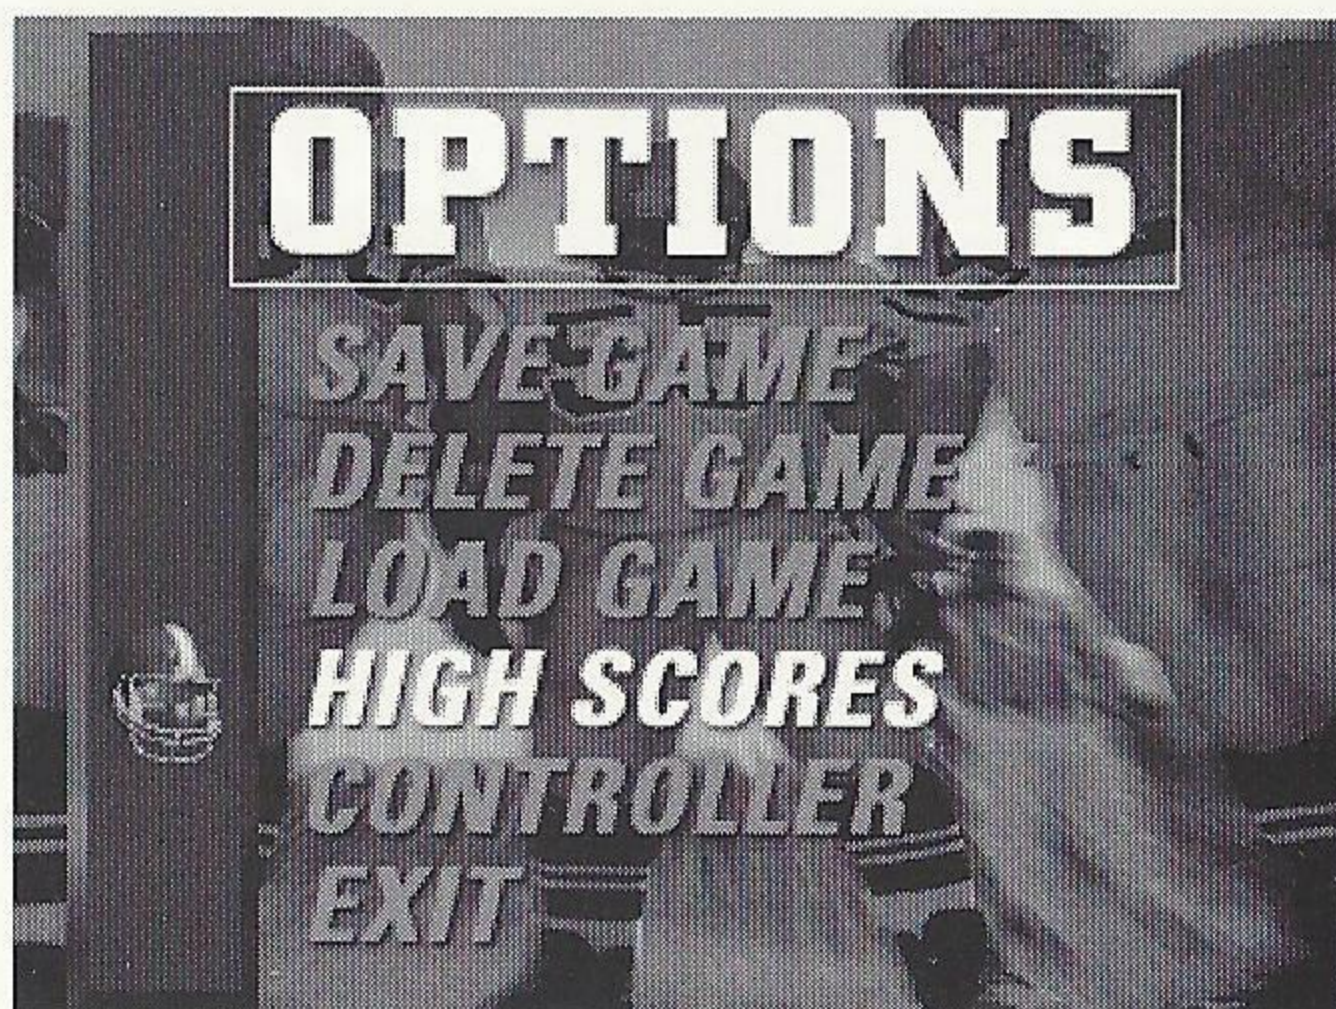 OPTIONS
SAVE GAME
DELETE GAME
LOAD GAME
HIGH SCORES
CONTROLLER
EXIT